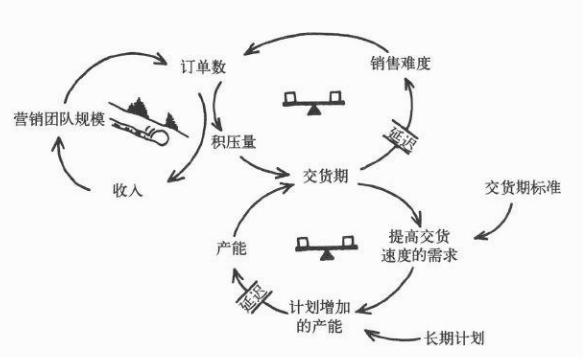 订单数
销售难度
营销团队规模
积压量
延迟
收入
交货期
交货期标准
产能
提高交货
速度的需求
延迟
计划增加
的产能
长期计划